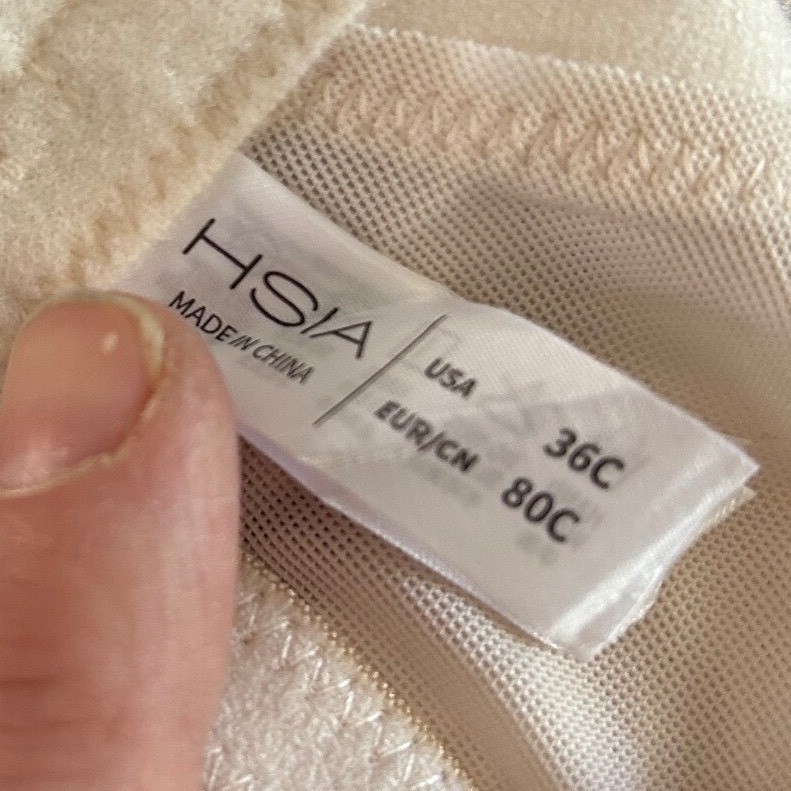 HSIA
MADE IN CHINA
USA 36C
EUR/CN 80C